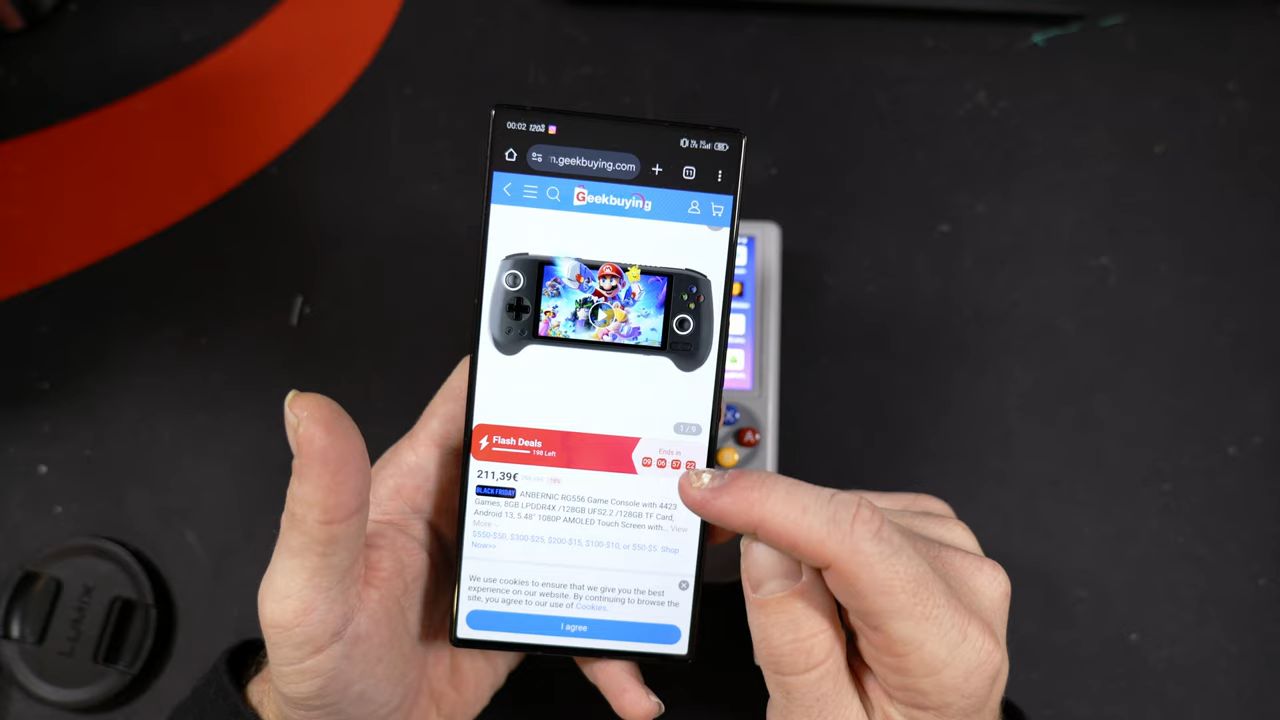 00:02
n.geekbuying.com
11
Geekbuying
1 / 9
Flash Deals
198 Left
Ends in
09 06 57 22
211,39€
BLACK FRIDAY ANBERNIC RG556 Game Console with 4423
Games, 8GB LPDDR4X /128GB UFS2.2 /128GB TF Card,
Android 13, 5.48" 1080P AMOLED Touch Screen with... View
More
$550-$50, $300-$25, $200-$15, $100-$10, or $50-$5. Shop
Now>>
We use cookies to ensure that we give you the best
experience on our website. By continuing to browse the
site, you agree to our use of Cookies.
I agree
X
A
LUMIX